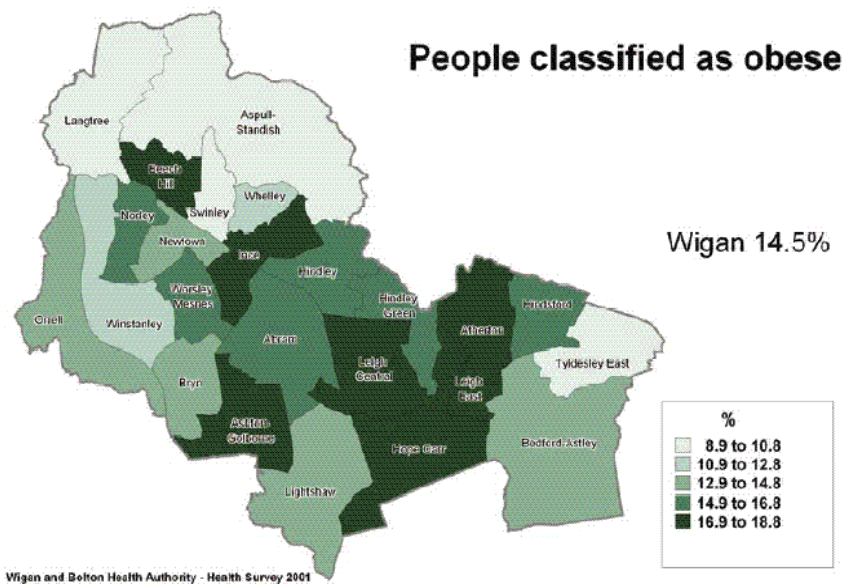 People classified as obese
Langtree
Aspull-
Standish
Beech
Hill
Whelley
Norley
Swinley
Newtown
Ince
Hindley
Worsley
Mesnes
Hindley
Green
Hindsford
Orrell
Winstanley
Abram
Atherton
Tyldesley East
Leigh
Central
Bryn
Leigh
East
Ashton-
Golborne
Hope Carr
Bedford-Astley
Lightshaw
Wigan 14.5%
%
8.9 to 10.8
10.9 to 12.8
12.9 to 14.8
14.9 to 16.8
16.9 to 18.8
Wigan and Bolton Health Authority - Health Survey 2001